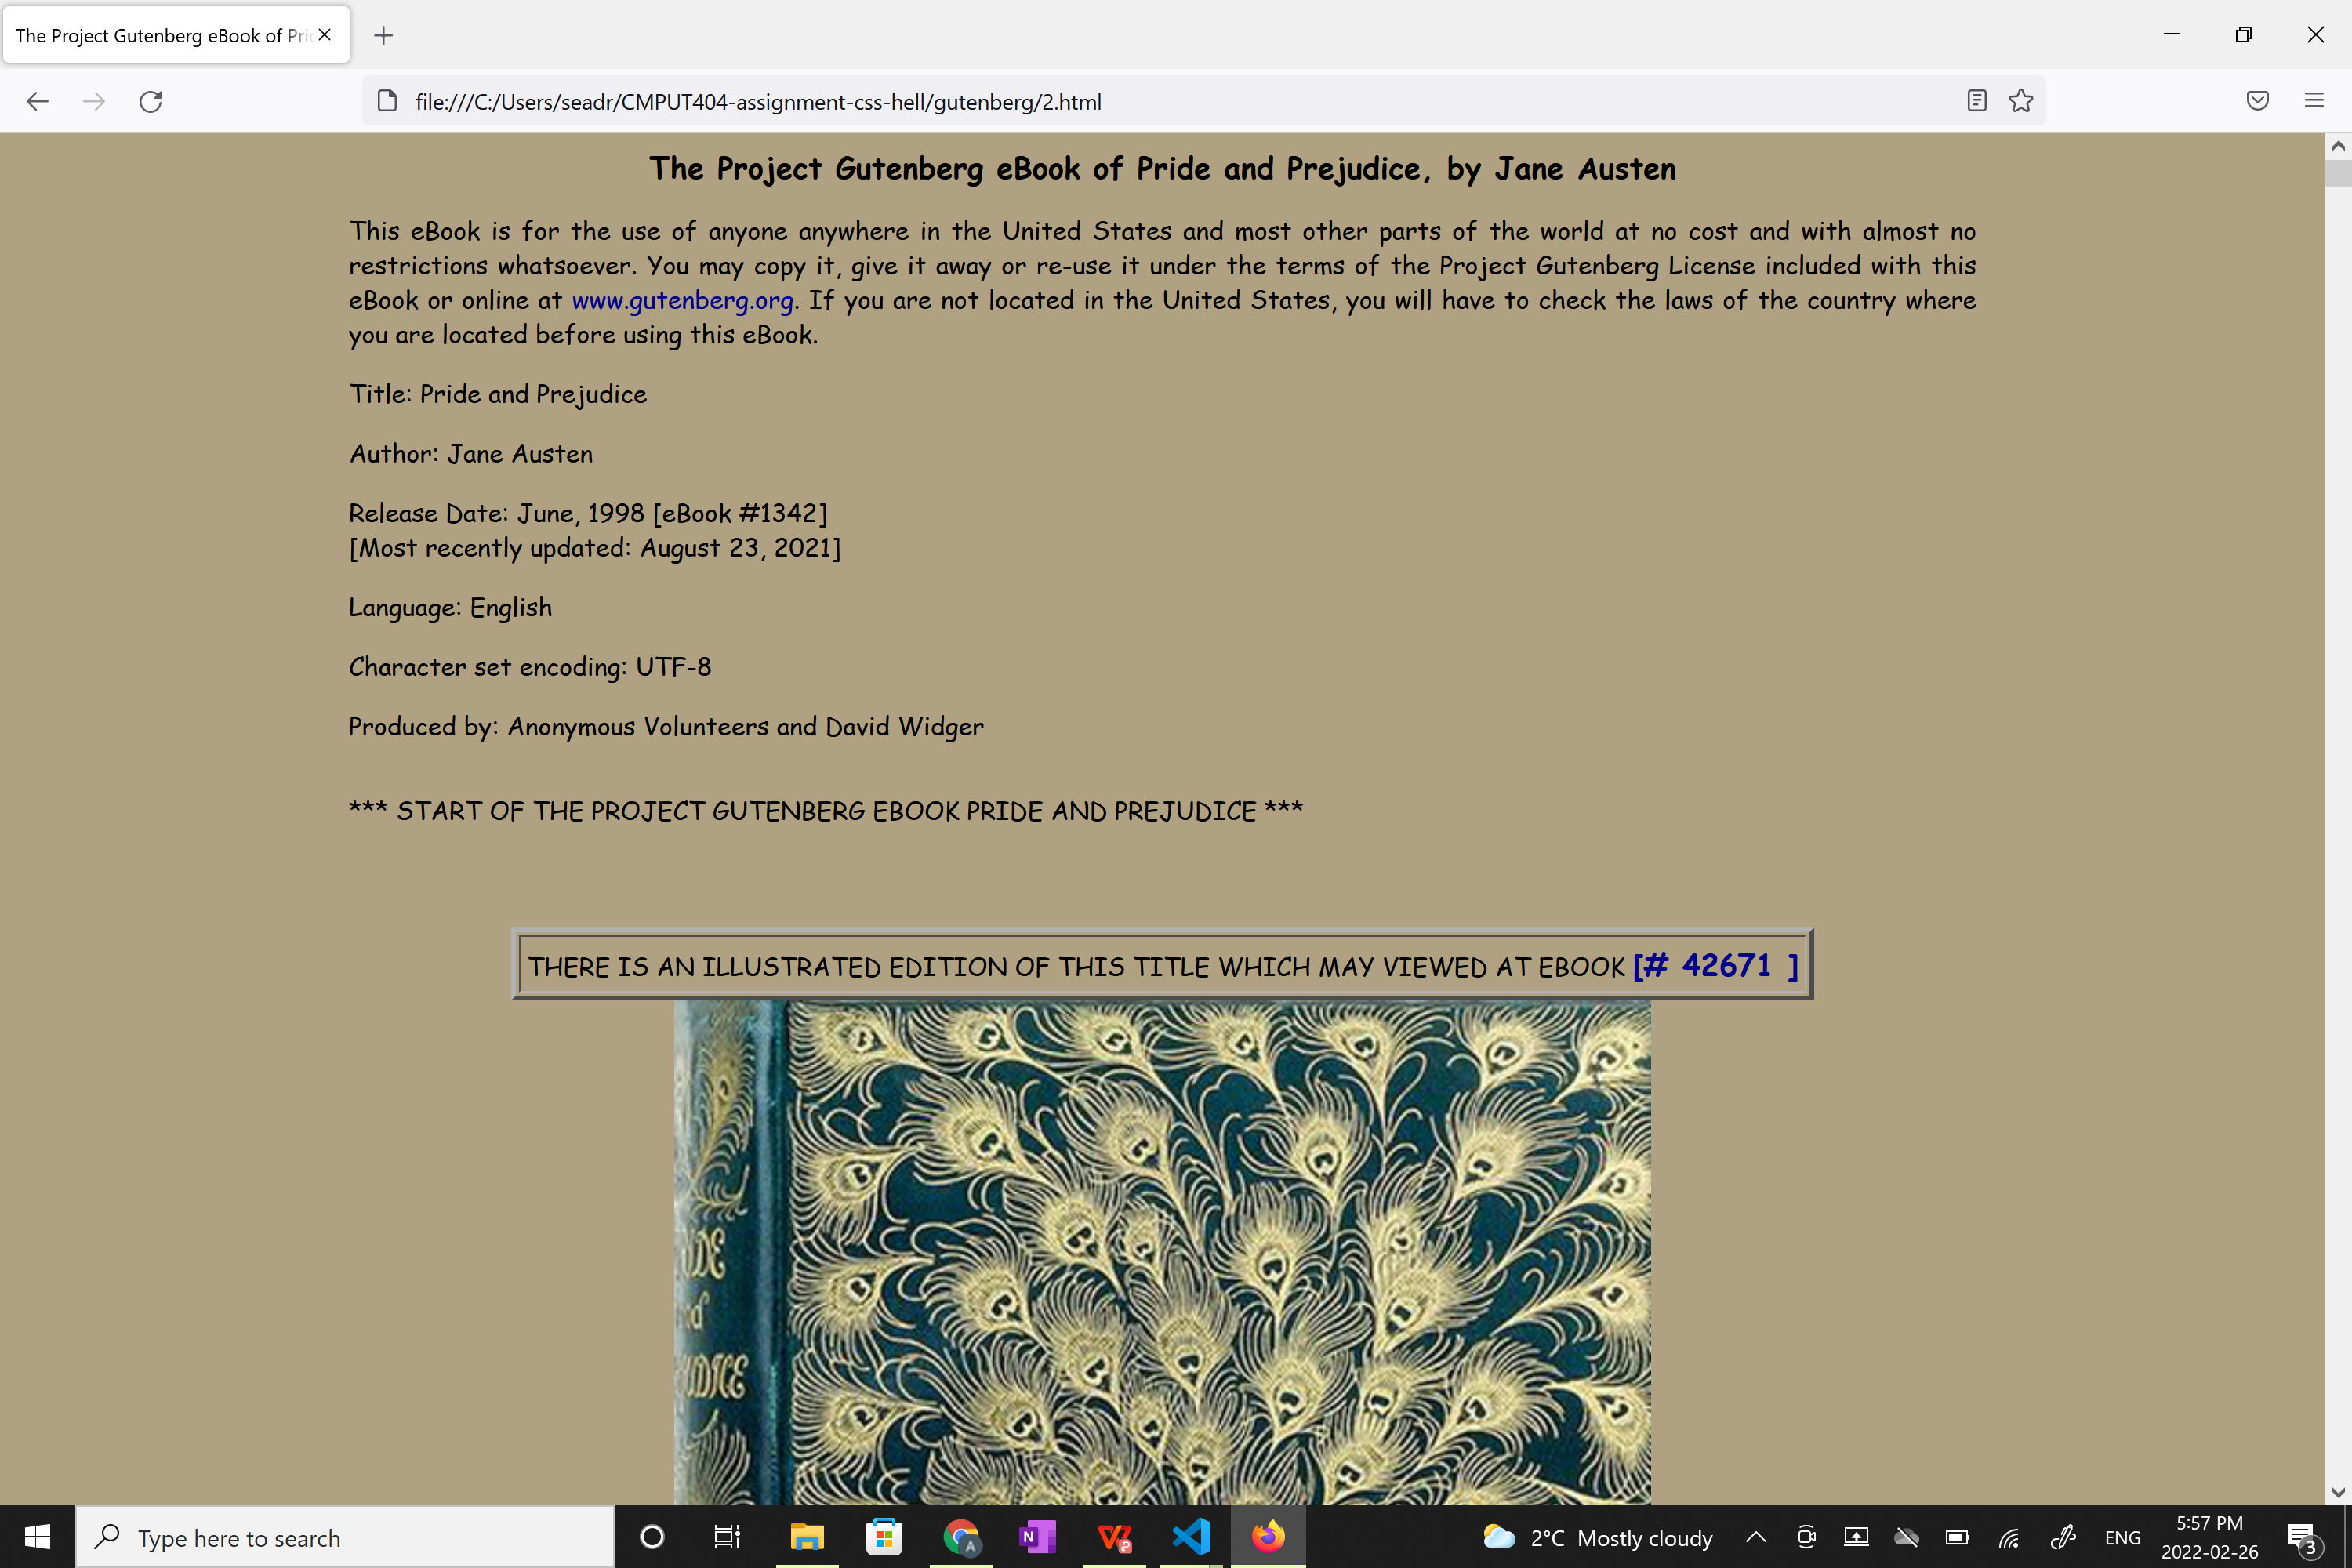 The Project Gutenberg eBook of Pri
file:///C:/Users/seadr/CMPUT404-assignment-css-hell/gutenberg/2.html
The Project Gutenberg eBook of Pride and Prejudice, by Jane Austen
This eBook is for the use of anyone anywhere in the United States and most other parts of the world at no cost and with almost no
restrictions whatsoever. You may copy it, give it away or re-use it under the terms of the Project Gutenberg License included with this
eBook or online at www.gutenberg.org. If you are not located in the United States, you will have to check the laws of the country where
you are located before using this eBook.
Title: Pride and Prejudice
Author: Jane Austen
Release Date: June, 1998 [eBook #1342]
[Most recently updated: August 23, 2021]
Language: English
Character set encoding: UTF-8
Produced by: Anonymous Volunteers and David Widger
*** START OF THE PROJECT GUTENBERG EBOOK PRIDE AND PREJUDICE ***
THERE IS AN ILLUSTRATED EDITION OF THIS TITLE WHICH MAY VIEWED AT EBOOK [# 42671 ]
Type here to search
A
N
2°C Mostly cloudy
ENG
5:57 PM
2022-02-26
3